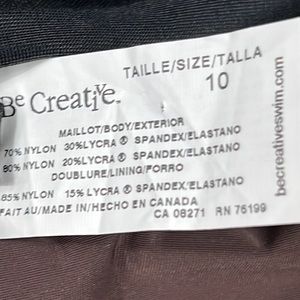 Be Creative™
TAILLE/SIZE/TALLA
10
MAILLOT/BODY/EXTERIOR
70% NYLON 30% LYCRA ® SPANDEX/ELASTANO
80% NYLON 20% LYCRA ® SPANDEX/ELASTANO
DOUBLURE/LINING/FORRO
85% NYLON 15% LYCRA ® SPANDEX/ELASTANO
FAIT AU/MADE IN/HECHO EN CANADA
CA 08271 RN 76199
becreativeswim.com